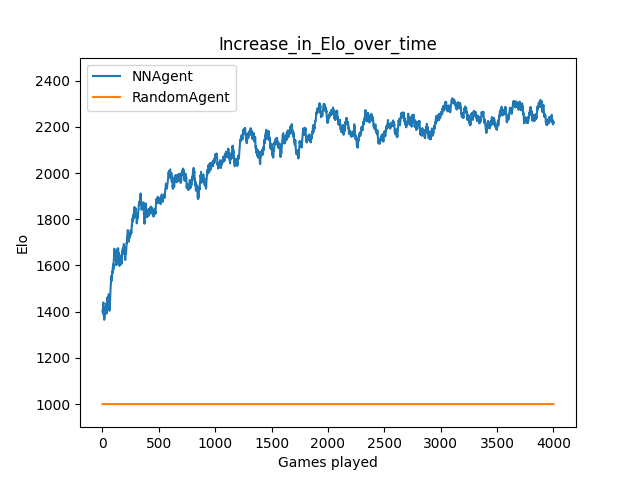 Increase_in_Elo_over_time
NNAgent
RandomAgent
2400
2200
2000
1800
1600
1400
1200
1000
Elo
0 500 1000 1500 2000 2500 3000 3500 4000
Games played